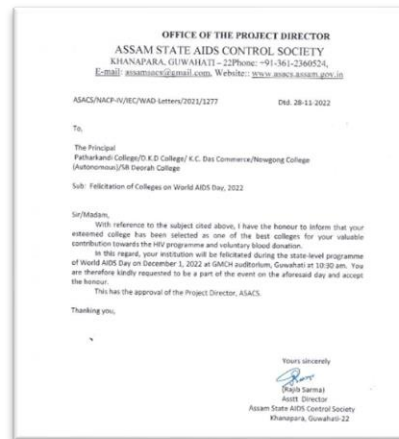 OFFICE OF THE PROJECT DIRECTOR
ASSAM STATE AIDS CONTROL SOCIETY
KHANAPARA, GUWAHATI – 22Phone: +91-361-2360524,
E-mail: assamsacs@gmail.com, Website:: www.asacs.assam.gov.in
ASACS/NACP-IV/IEC/WAD-Letters/2021/1277 Dtd. 28-11-2022
To,
The Principal
Patharkandi College/D.K.D College/ K.C. Das Commerce/Nowgong College
(Autonomous)/SB Deorah College
Sub: Felicitation of Colleges on World AIDS Day, 2022
Sir/Madam,
With reference to the subject cited above, I have the honour to inform that your
esteemed college has been selected as one of the best colleges for your valuable
contribution towards the HIV programme and voluntary blood donation.
In this regard, your institution will be felicitated during the state-level programme
of World AIDS Day on December 1, 2022 at GMCH auditorium, Guwahati at 10:30 am. You
are therefore kindly requested to be a part of the event on the aforesaid day and accept
the honour.
This has the approval of the Project Director, ASACS.
Thanking you,
Yours sincerely
(Rajib Sarma)
Asstt Director
Assam State AIDS Control Society
Khanapara, Guwahati-22